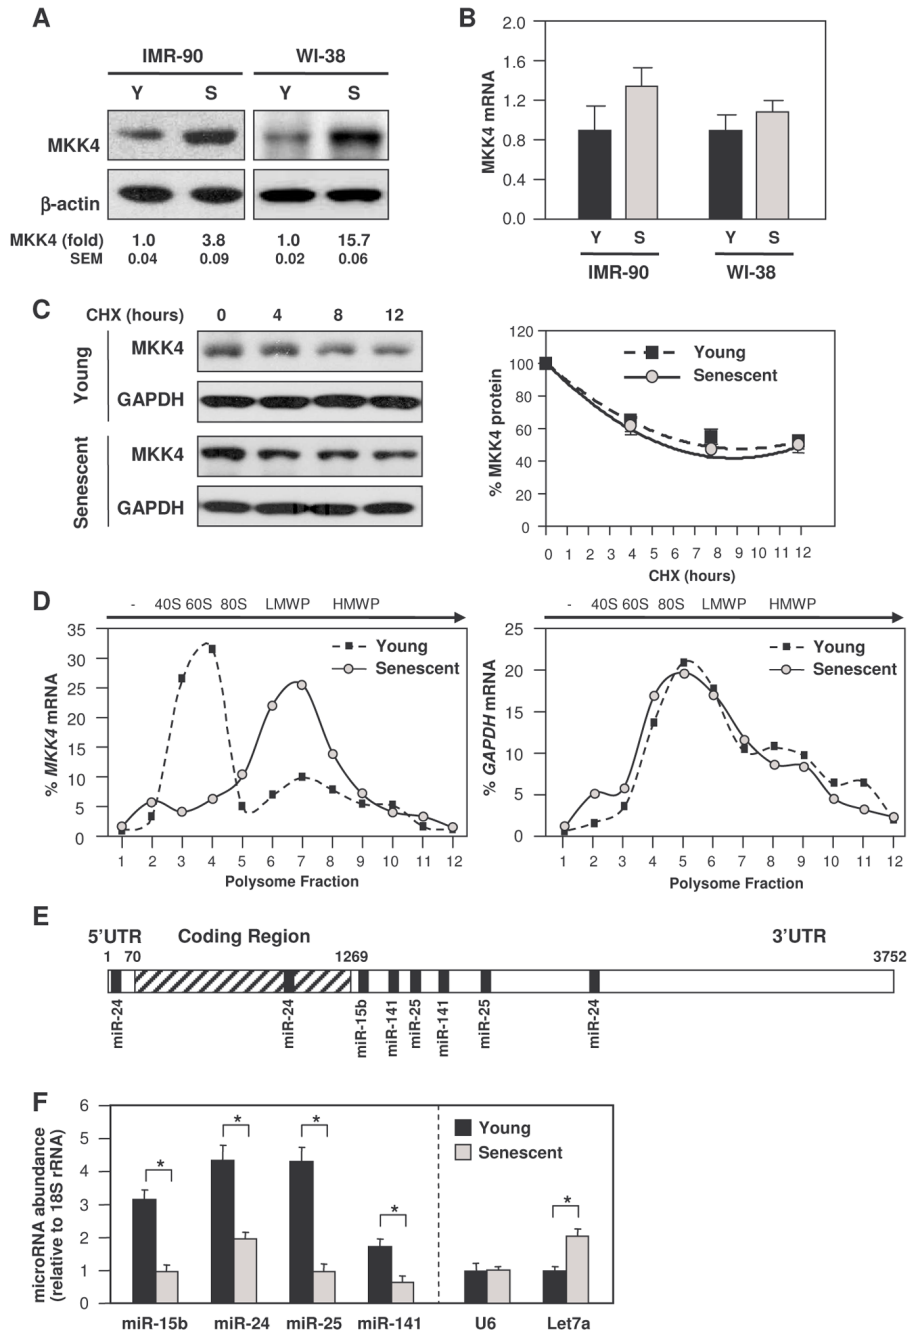 A
IMR-90 WI-38
Y S Y S
MKK4
β-actin
MKK4 (fold) 1.0 3.8 1.0 15.7
SEM 0.04 0.09 0.02 0.06
B
MKK4 mRNA
2.0
1.6
1.2
0.8
0.4
0.0
Y S Y S
IMR-90 WI-38
C
CHX (hours) 0 4 8 12
Young
MKK4
GAPDH
Senescent
MKK4
GAPDH
% MKK4 protein
120
100
80
60
40
20
0
Young
Senescent
0 1 2 3 4 5 6 7 8 9 10 11 12
CHX (hours)
D
- 40S 60S 80S LMWP HMWP
% MKK4 mRNA
35
30
25
20
15
10
5
0
Young
Senescent
1 2 3 4 5 6 7 8 9 10 11 12
Polysome Fraction
- 40S 60S 80S LMWP HMWP
% GAPDH mRNA
25
20
15
10
5
0
Young
Senescent
1 2 3 4 5 6 7 8 9 10 11 12
Polysome Fraction
E
5'UTR Coding Region 3'UTR
1 70 1269 3752
miR-24 miR-24 miR-15b miR-141 miR-25 miR-141 miR-25 miR-24
F
microRNA abundance
(relative to 18S rRNA)
6
5
4
3
2
1
0
* * * * *
Young
Senescent
miR-15b miR-24 miR-25 miR-141 U6 Let7a